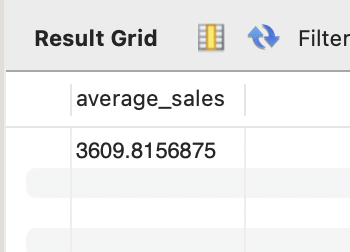 Result Grid Filter
average_sales
3609.8156875